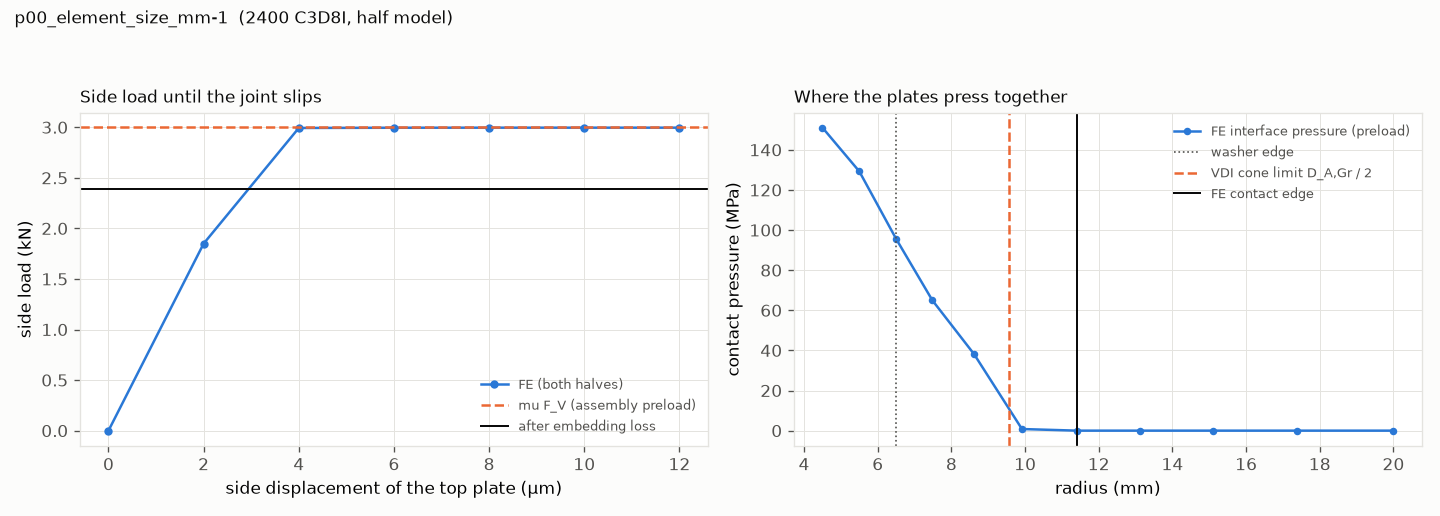 p00_element_size_mm-1  (2400 C3D8I, half model)
Side load until the joint slips
side load (kN)
3.0
2.5
2.0
1.5
1.0
0.5
0.0
FE (both halves)
mu F_V (assembly preload)
after embedding loss
0 2 4 6 8 10 12
side displacement of the top plate (µm)
Where the plates press together
contact pressure (MPa)
140
120
100
80
60
40
20
0
FE interface pressure (preload)
washer edge
VDI cone limit D_A,Gr / 2
FE contact edge
4 6 8 10 12 14 16 18 20
radius (mm)